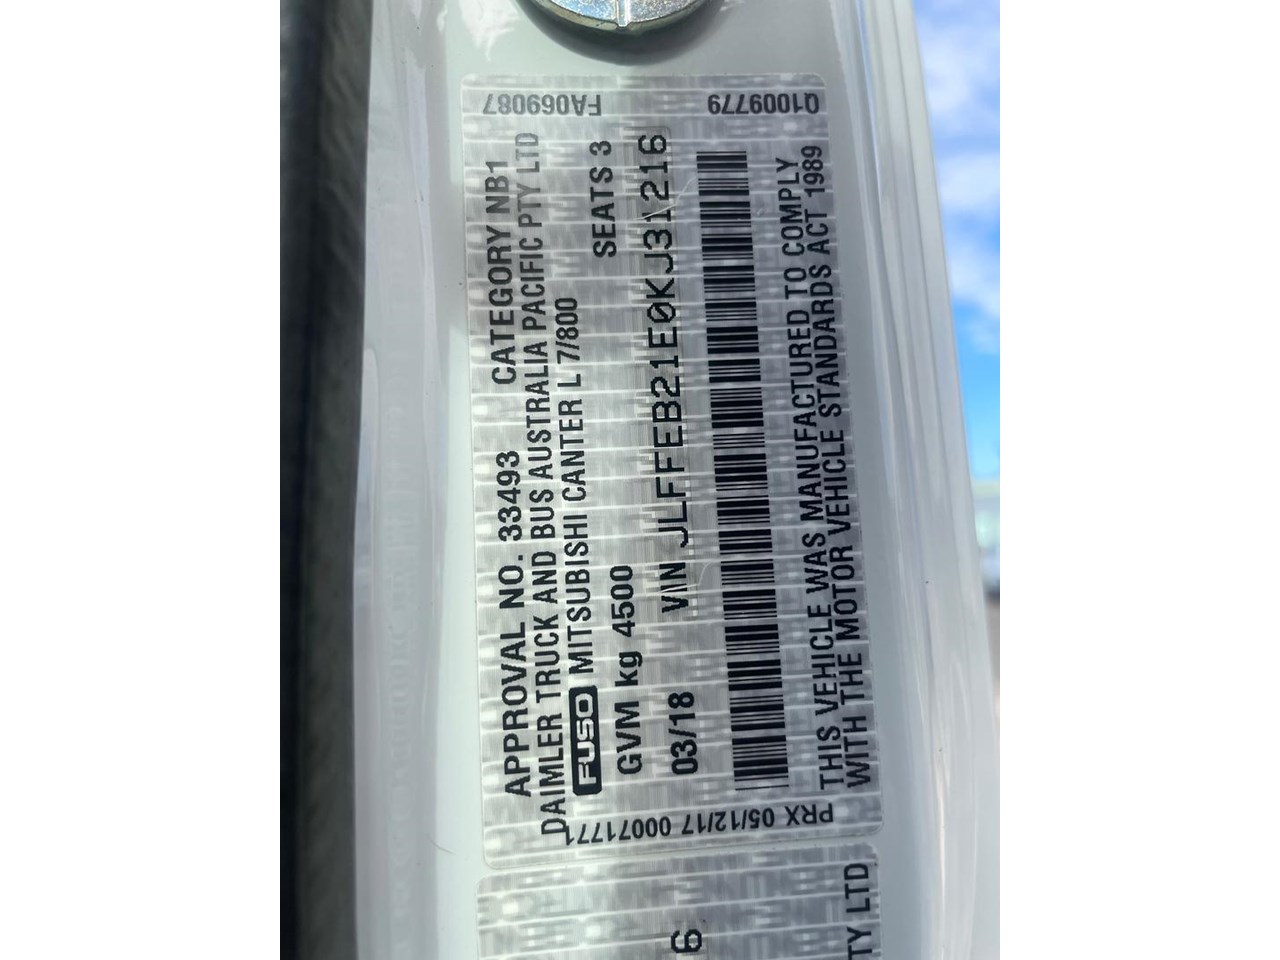 APPROVAL NO. 33493 CATEGORY NB1
DAIMLER TRUCK AND BUS AUSTRALIA PACIFIC PTY LTD
FUSO MITSUBISHI CANTER L 7/800
GVM kg 4500 SEATS 3
03/18 VIN JLFFEB21E0KJ31216
THIS VEHICLE WAS MANUFACTURED TO COMPLY
WITH THE MOTOR VEHICLE STANDARDS ACT 1989
FA069087
Q1009779
PRX 05/12/17 00071771
6
TY LTD